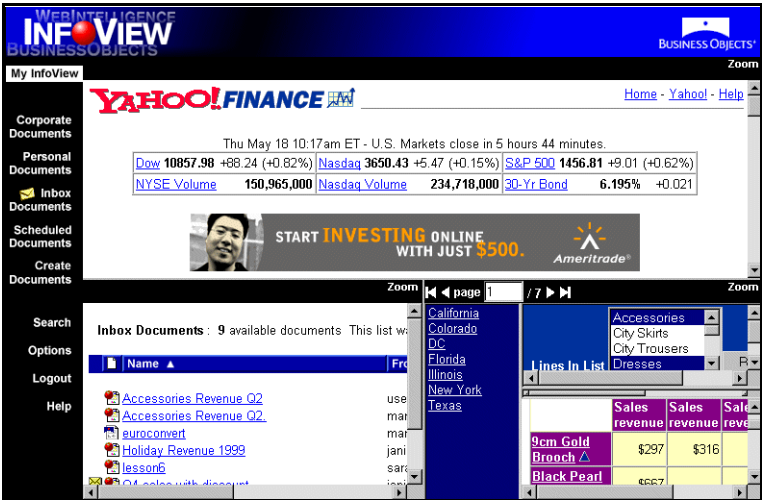 WEBINTELLIGENCE
INFOVIEW
BUSINESSOBJECTS
BUSINESS OBJECTS
Zoom
My InfoView
Corporate
Documents
Personal
Documents
Inbox
Documents
Scheduled
Documents
Create
Documents
Search
Options
Logout
Help
YAHOO! FINANCE
Home - Yahoo! - Help
Thu May 18 10:17am ET - U.S. Markets close in 5 hours 44 minutes.
Dow 10857.98 +88.24 (+0.82%) Nasdaq 3650.43 +5.47 (+0.15%) S&P 500 1456.81 +9.01 (+0.62%)
NYSE Volume 150,965,000 Nasdaq Volume 234,718,000 30-Yr Bond 6.195% +0.021
START INVESTING ONLINE
WITH JUST $500.
Ameritrade
Zoom
Inbox Documents : 9 available documents This list
Name
Accessories Revenue Q2
Accessories Revenue Q2.
euroconvert
Holiday Revenue 1999
lesson6
Q4 sales with discount
page 1 / 7
Zoom
California
Colorado
DC
Florida
Illinois
New York
Texas
Lines In List
Accessories
City Skirts
City Trousers
Dresses
Sales revenue Sales revenue
9cm Gold Brooch $297 $316
Black Pearl $667